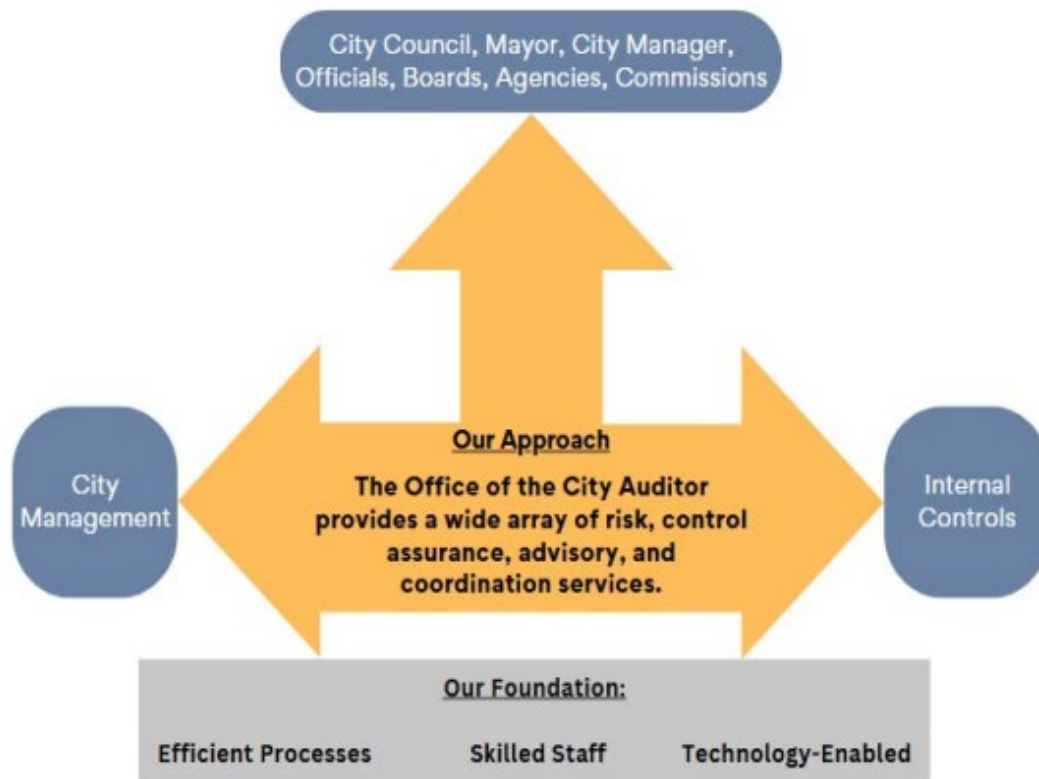 City Council, Mayor, City Manager,
Officials, Boards, Agencies, Commissions
City
Management
Our Approach
The Office of the City Auditor
provides a wide array of risk, control
assurance, advisory, and
coordination services.
Internal
Controls
Our Foundation:
Efficient Processes Skilled Staff Technology-Enabled